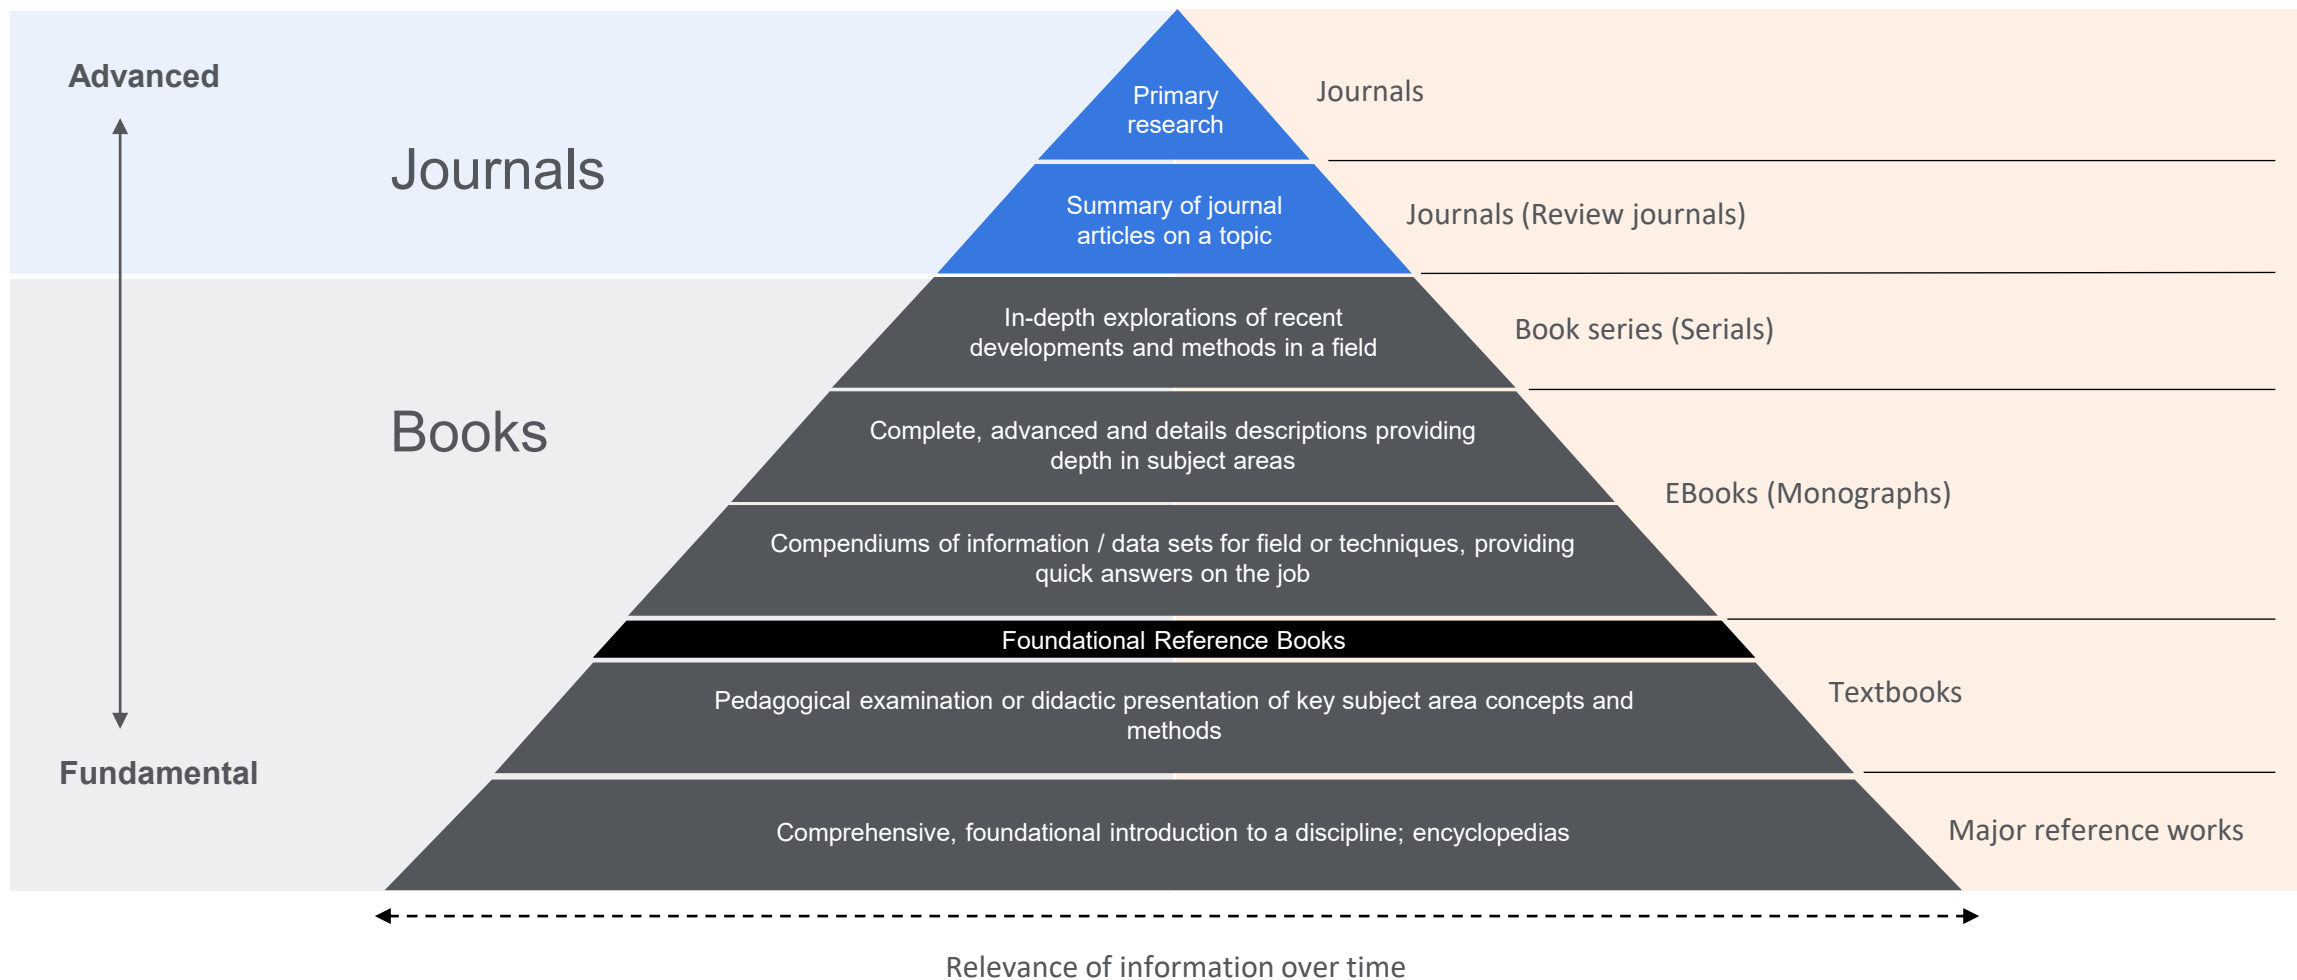 Advanced
Journals
Books
Fundamental
Primary
research
Summary of journal
articles on a topic
In-depth explorations of recent
developments and methods in a field
Complete, advanced and details descriptions providing
depth in subject areas
Compendiums of information / data sets for field or techniques, providing
quick answers on the job
Foundational Reference Books
Pedagogical examination or didactic presentation of key subject area concepts and
methods
Comprehensive, foundational introduction to a discipline; encyclopedias
Journals
Journals (Review journals)
Book series (Serials)
EBooks (Monographs)
Textbooks
Major reference works
Relevance of information over time